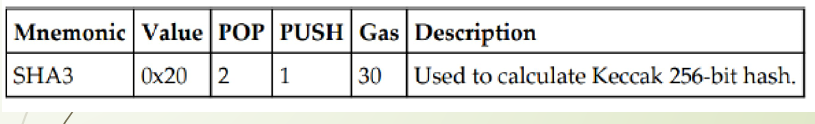 Mnemonic Value POP PUSH Gas Description
SHA3 0x20 2 1 30 Used to calculate Keccak 256-bit hash.